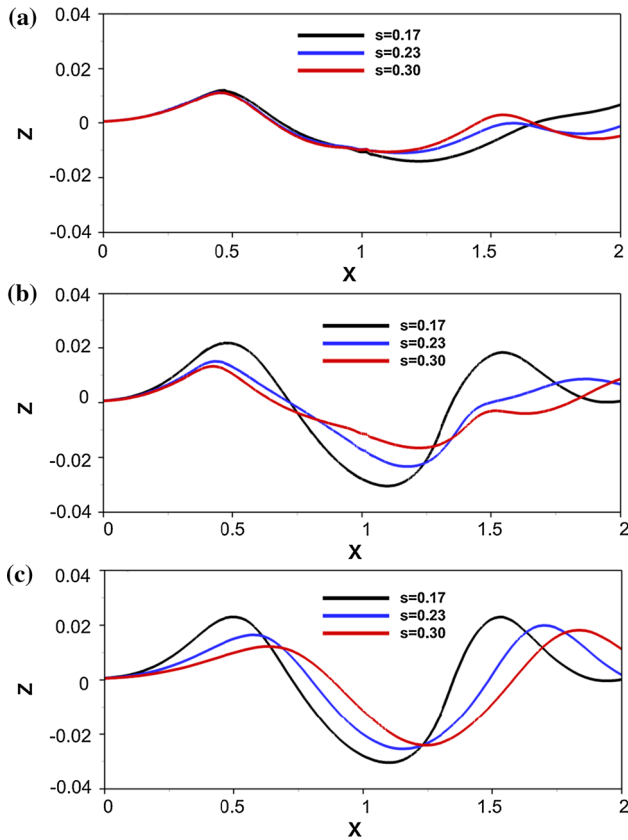 (a)
0.04
0.02
0
-0.02
-0.04
Z
s=0.17
s=0.23
s=0.30
0 0.5 1 1.5 2
X
(b)
0.04
0.02
0
-0.02
-0.04
Z
s=0.17
s=0.23
s=0.30
0 0.5 1 1.5 2
X
(c)
0.04
0.02
0
-0.02
-0.04
Z
s=0.17
s=0.23
s=0.30
0 0.5 1 1.5 2
X